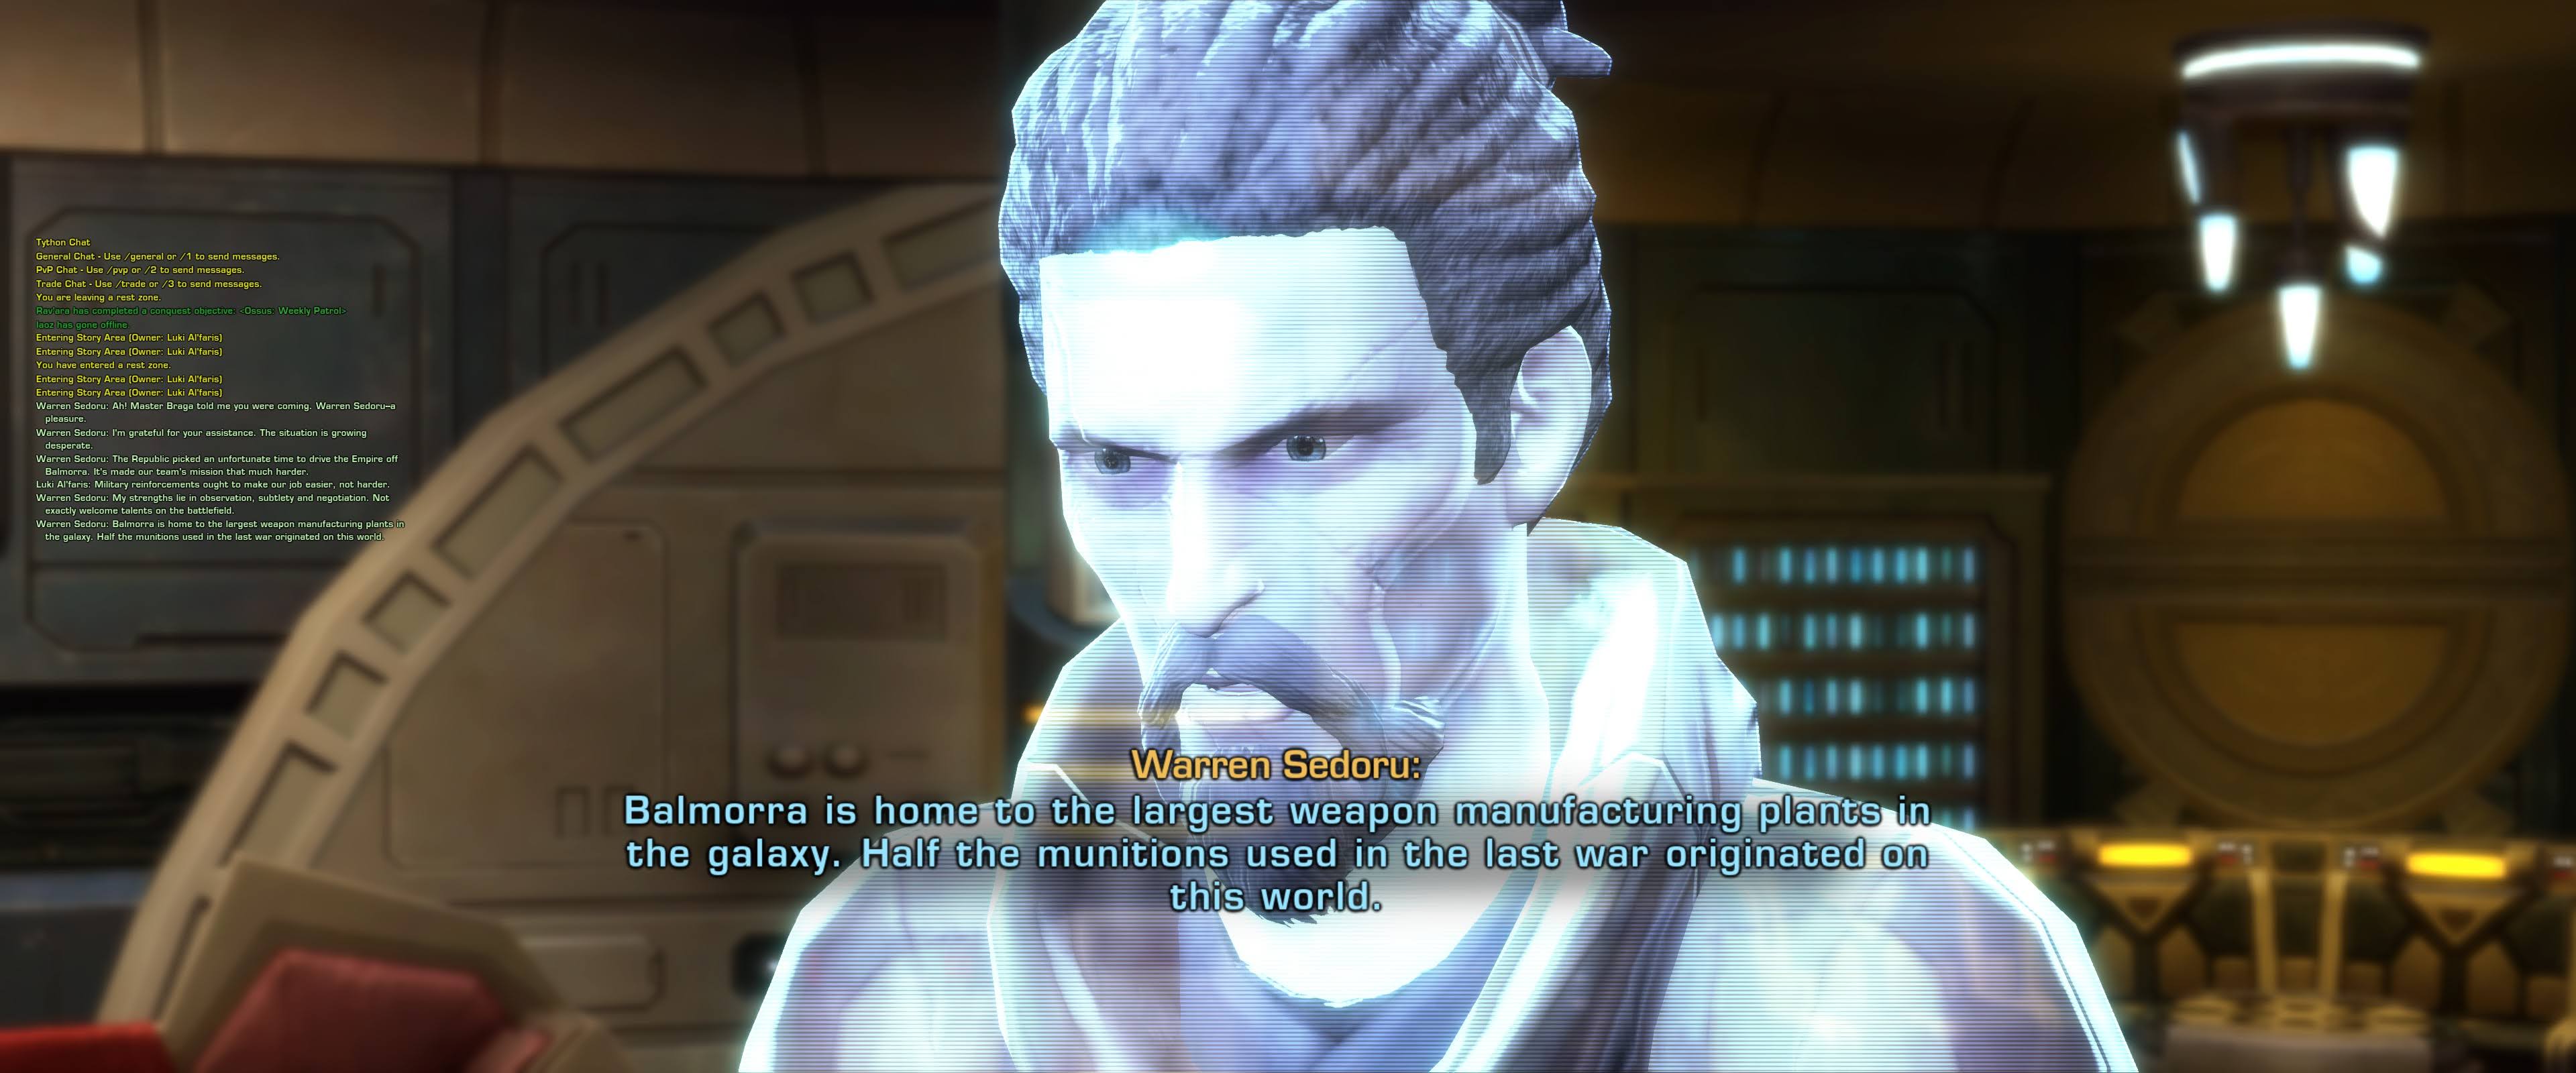 Tython Chat
General Chat - Use /general or /1 to send messages.
PvP Chat - Use /pvp or /2 to send messages.
Trade Chat - Use /trade or /3 to send messages.
You are leaving a rest zone.
Rav'ara has completed a conquest objective: <Ossus: Weekly Patrol>
Iaoz has gone offline.
Entering Story Area (Owner: Luki Al'faris)
Entering Story Area (Owner: Luki Al'faris)
You have entered a rest zone.
Entering Story Area (Owner: Luki Al'faris)
Entering Story Area (Owner: Luki Al'faris)
Warren Sedoru: Ah! Master Braga told me you were coming. Warren Sedoru—a
pleasure.
Warren Sedoru: I'm grateful for your assistance. The situation is growing
desperate.
Warren Sedoru: The Republic picked an unfortunate time to drive the Empire off
Balmorra. It's made our team's mission that much harder.
Luki Al'faris: Military reinforcements ought to make our job easier, not harder.
Warren Sedoru: My strengths lie in observation, subtlety and negotiation. Not
exactly welcome talents on the battlefield.
Warren Sedoru: Balmorra is home to the largest weapon manufacturing plants in
the galaxy. Half the munitions used in the last war originated on this world.
Warren Sedoru:
Balmorra is home to the largest weapon manufacturing plants in
the galaxy. Half the munitions used in the last war originated on
this world.